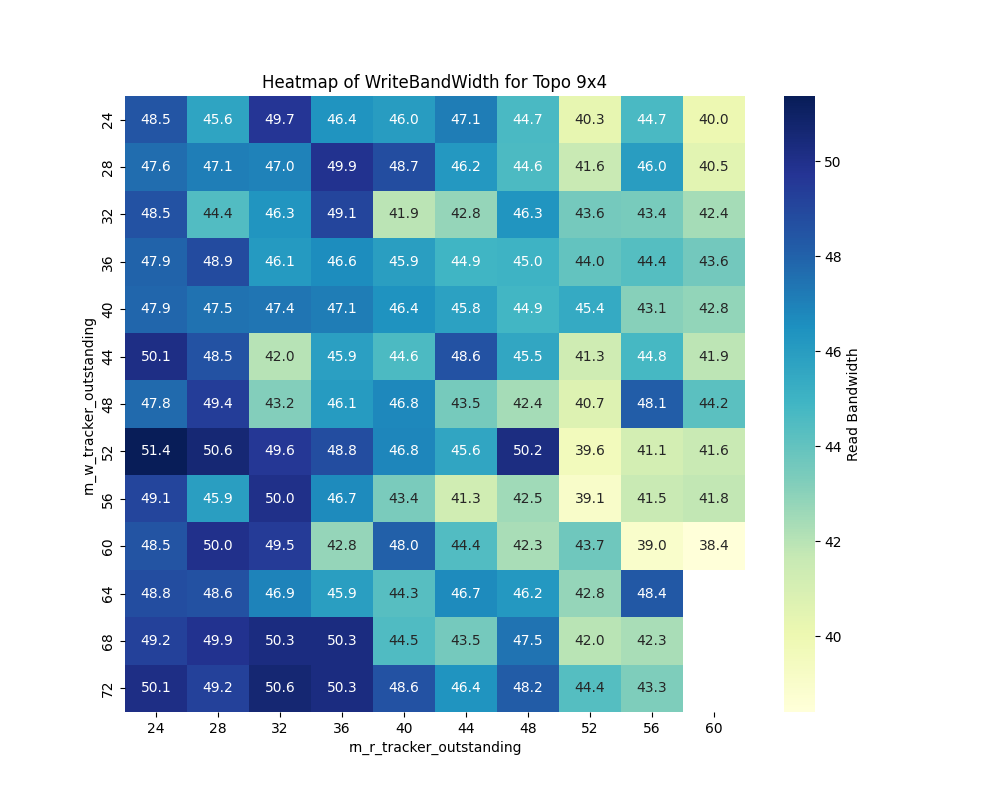 Heatmap of WriteBandWidth for Topo 9x4
24 48.5 45.6 49.7 46.4 46.0 47.1 44.7 40.3 44.7 40.0
28 47.6 47.1 47.0 49.9 48.7 46.2 44.6 41.6 46.0 40.5
32 48.5 44.4 46.3 49.1 41.9 42.8 46.3 43.6 43.4 42.4
36 47.9 48.9 46.1 46.6 45.9 44.9 45.0 44.0 44.4 43.6
40 47.9 47.5 47.4 47.1 46.4 45.8 44.9 45.4 43.1 42.8
44 50.1 48.5 42.0 45.9 44.6 48.6 45.5 41.3 44.8 41.9
48 47.8 49.4 43.2 46.1 46.8 43.5 42.4 40.7 48.1 44.2
52 51.4 50.6 49.6 48.8 46.8 45.6 50.2 39.6 41.1 41.6
56 49.1 45.9 50.0 46.7 43.4 41.3 42.5 39.1 41.5 41.8
60 48.5 50.0 49.5 42.8 48.0 44.4 42.3 43.7 39.0 38.4
64 48.8 48.6 46.9 45.9 44.3 46.7 46.2 42.8 48.4
68 49.2 49.9 50.3 50.3 44.5 43.5 47.5 42.0 42.3
72 50.1 49.2 50.6 50.3 48.6 46.4 48.2 44.4 43.3
24 28 32 36 40 44 48 52 56 60
rn_r_tracker_outstanding
rn_w_tracker_outstanding
50
48
46
44
42
40
Read Bandwidth